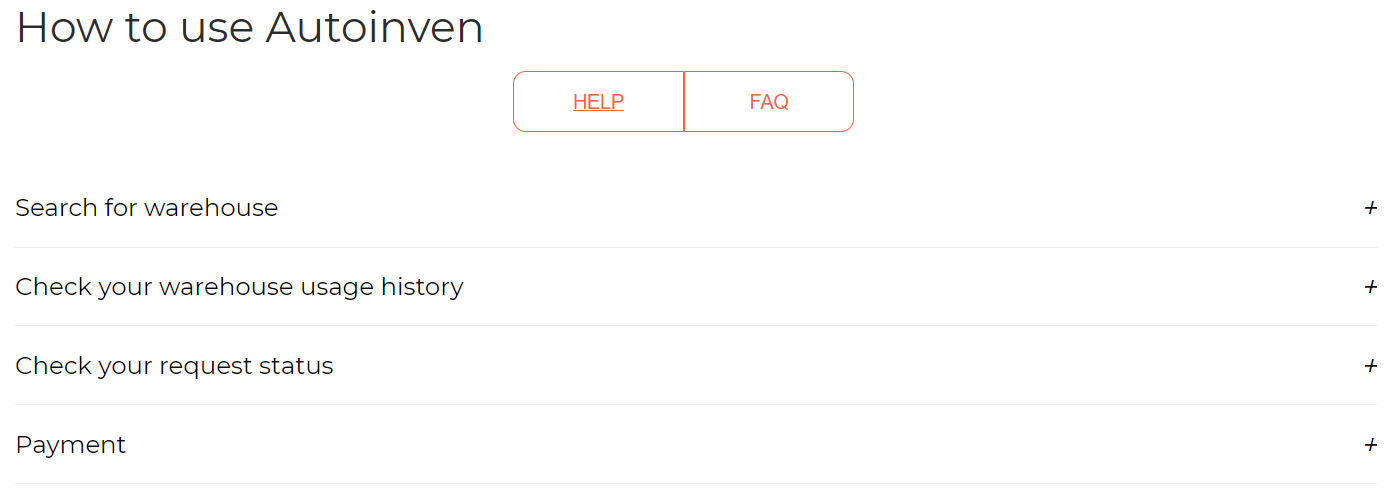 How to use Autoinven
HELP FAQ
Search for warehouse +
Check your warehouse usage history +
Check your request status +
Payment +